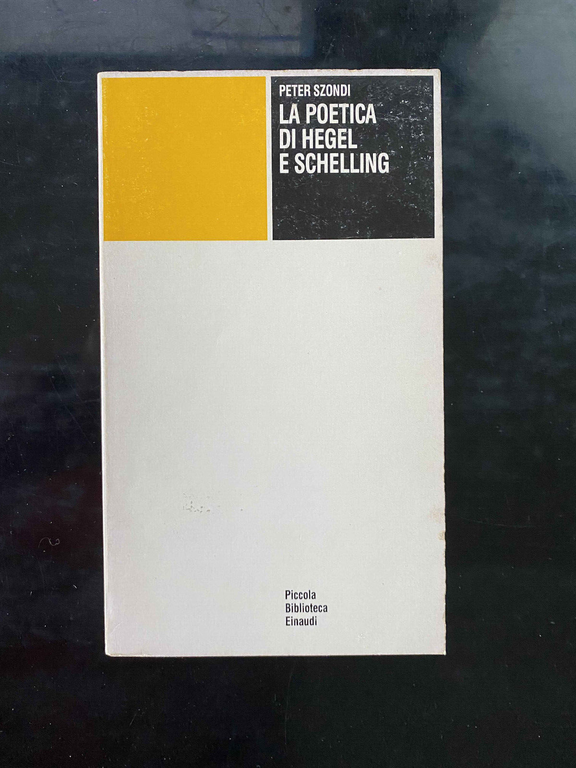 PETER SZONDI
LA POETICA
DI HEGEL
E SCHELLING
Piccola
Biblioteca
Einaudi